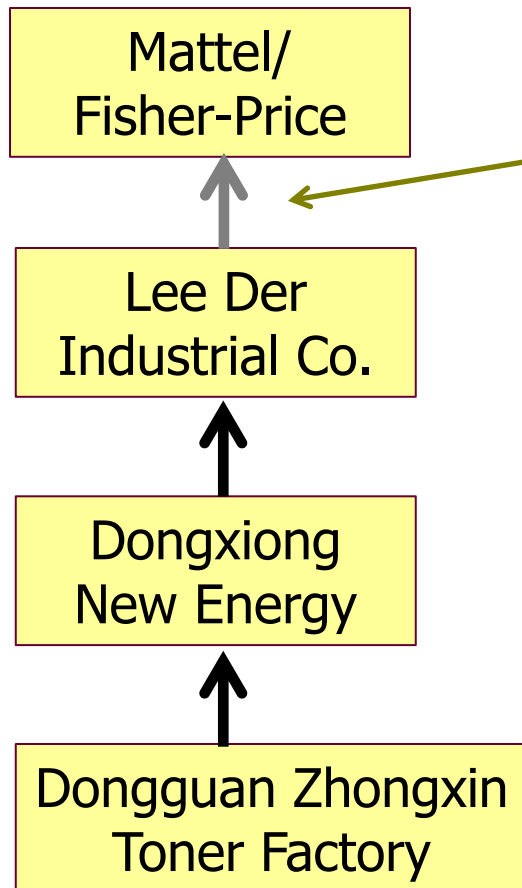 Mattel/
Fisher-Price
Lee Der
Industrial Co.
Dongxiong
New Energy
Dongguan Zhongxin
Toner Factory